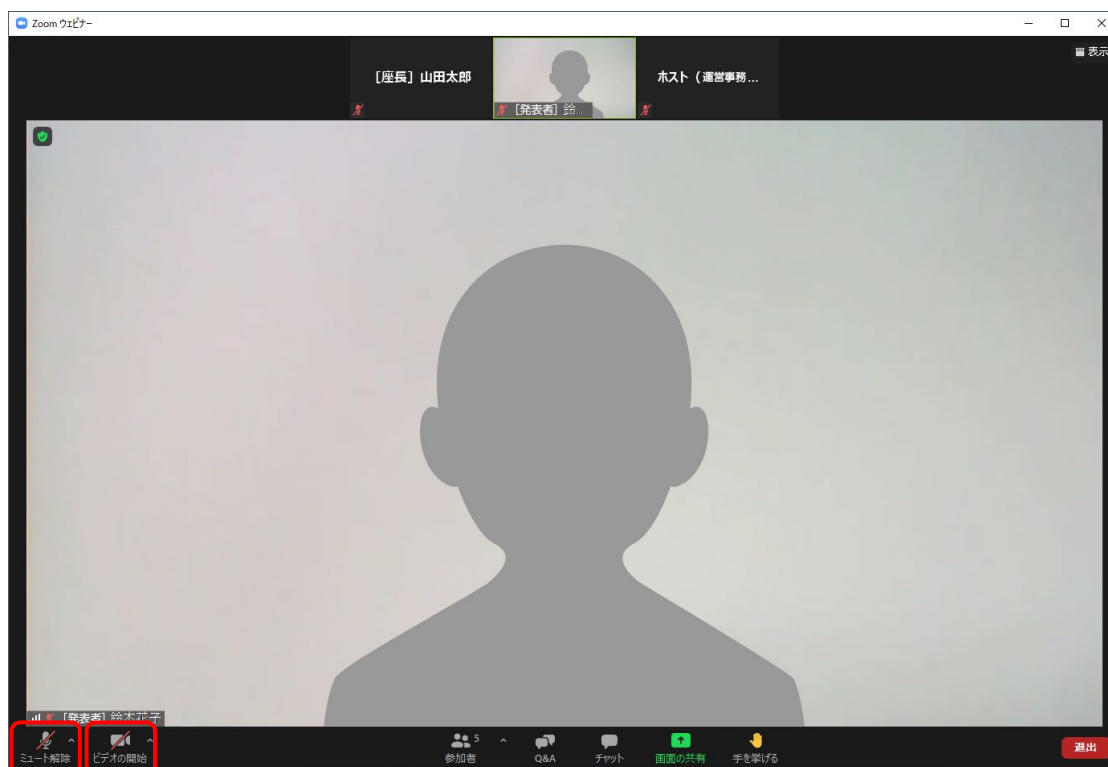 Zoom ウェビナー
表示
[座長] 山田太郎
[発表者] 鈴...
ホスト（運営事務...
[発表者] 鈴木花子
ミュート解除
ビデオの開始
5
参加者
Q&A
チャット
画面の共有
手を挙げる
退出